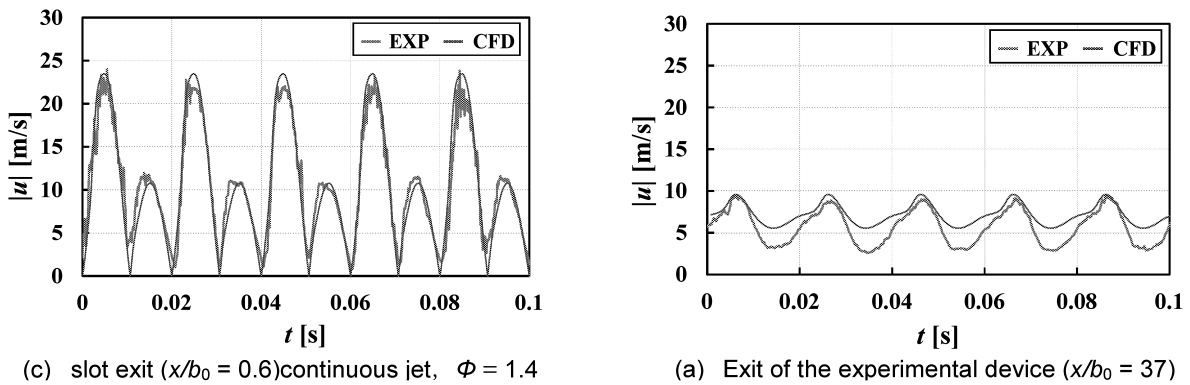 30
25
20
15
10
5
0
|u| [m/s]
EXP CFD
0 0.02 0.04 0.06 0.08 0.1
t [s]
(c) slot exit (x/b0 = 0.6)continuous jet, Φ = 1.4
30
25
20
15
10
5
0
|u| [m/s]
EXP CFD
0 0.02 0.04 0.06 0.08 0.1
t [s]
(a) Exit of the experimental device (x/b0 = 37)